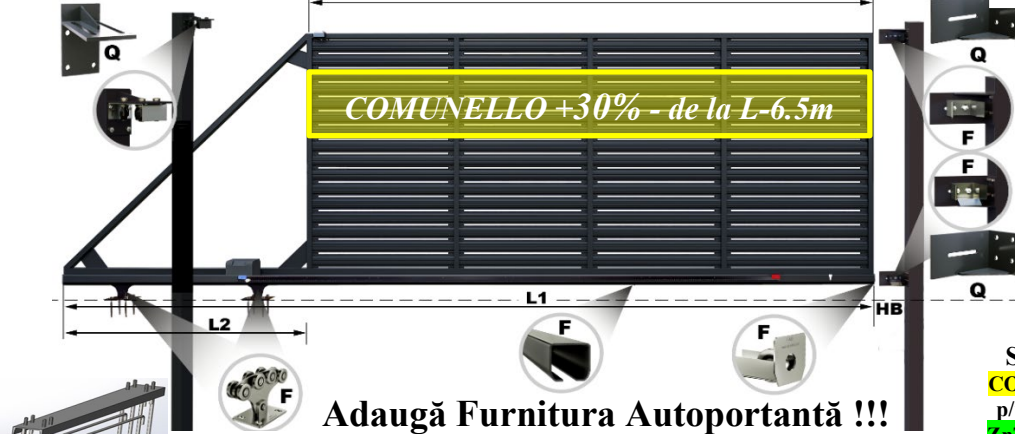 Q
Q
COMUNELLO +30% - de la L-6.5m
F
F
Q
L1
HB
L2
F
F
F
Adaugă Furnitura Autoportantă !!!
S
CO
p/